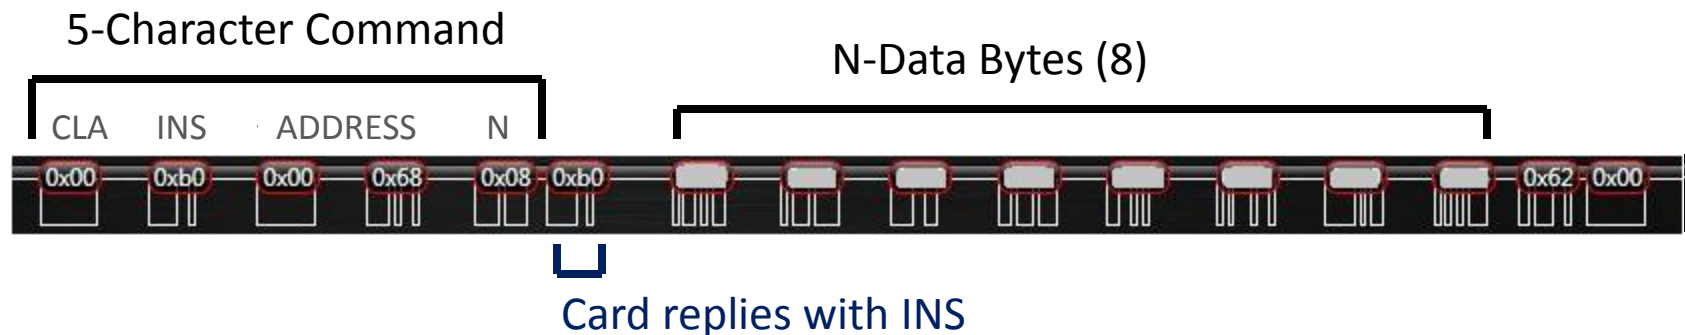 5-Character Command
N-Data Bytes (8)
CLA INS ADDRESS N
0x00 0xb0 0x00 0x68 0x08 0xb0 0x62 0x00
Card replies with INS